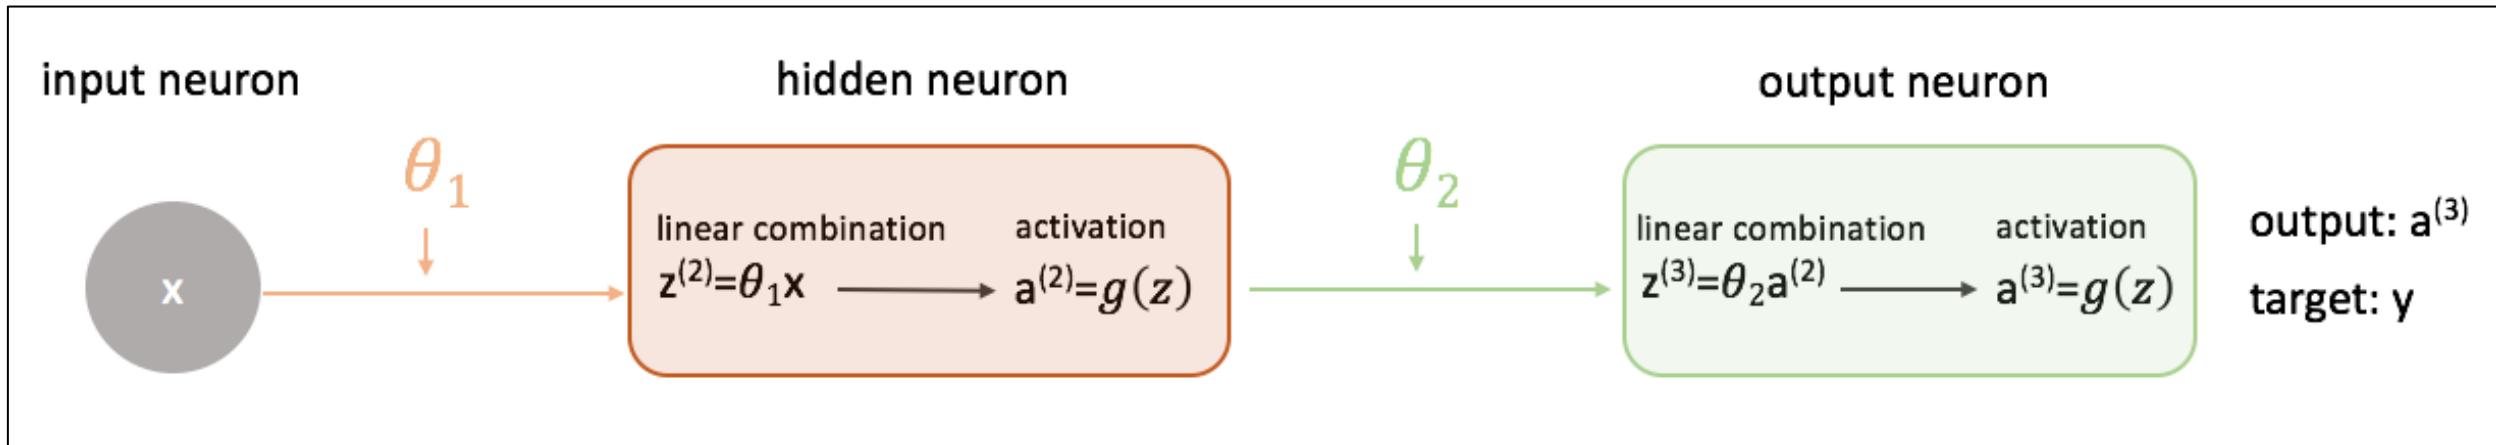 input neuron
hidden neuron
output neuron
θ₁
θ₂
x
linear combination
z⁽²⁾=θ₁x
activation
a⁽²⁾=g(z)
linear combination
z⁽³⁾=θ₂a⁽²⁾
activation
a⁽³⁾=g(z)
output: a⁽³⁾
target: y